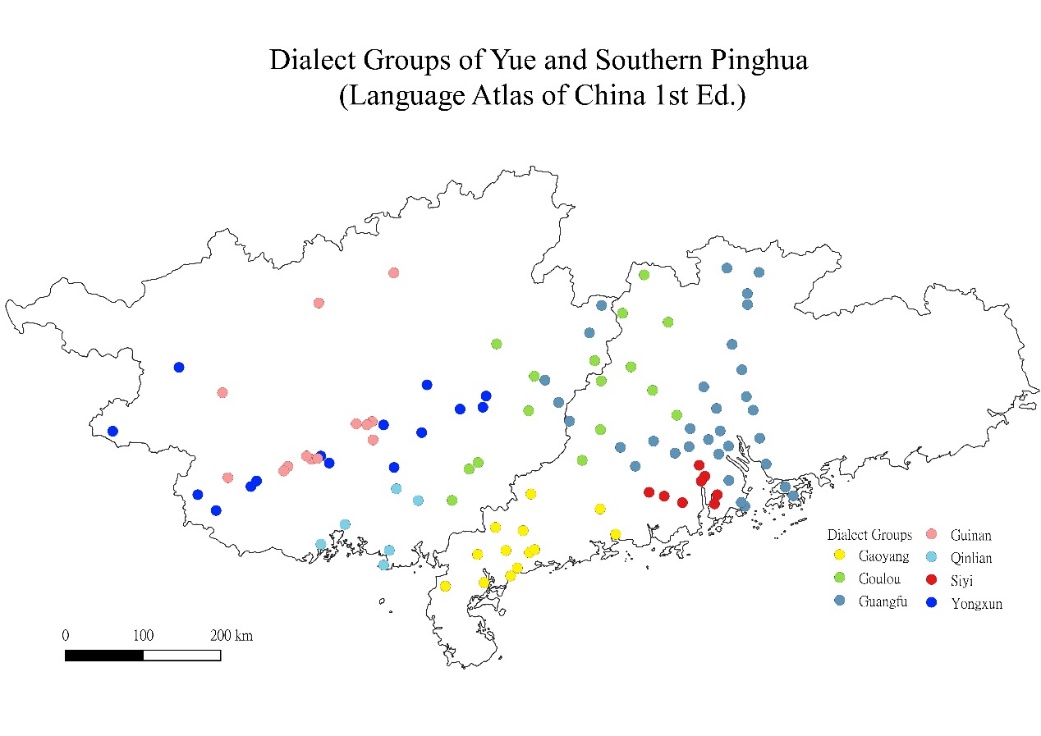 Dialect Groups of Yue and Southern Pinghua
(Language Atlas of China 1st Ed.)
Dialect Groups
Gaoyang
Goulou
Guangfu
Guinan
Qinlian
Siyi
Yongxun
0 100 200 km